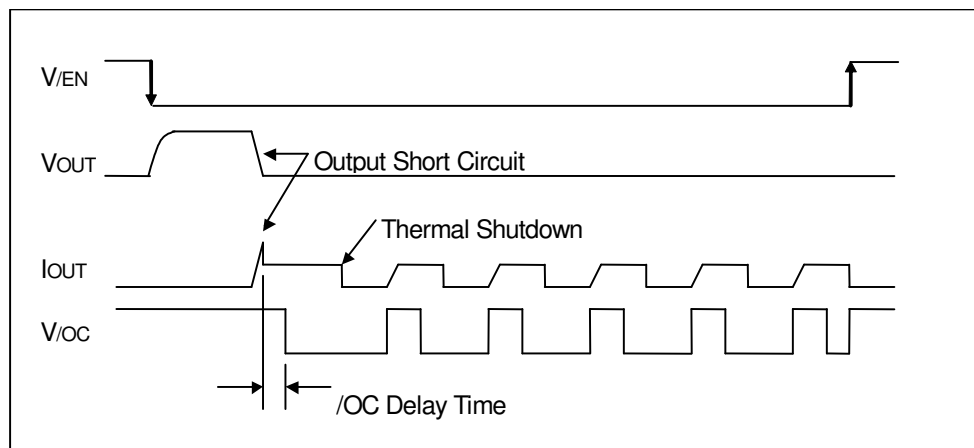 V/EN
VOUT
Output Short Circuit
Thermal Shutdown
IOUT
V/OC
/OC Delay Time